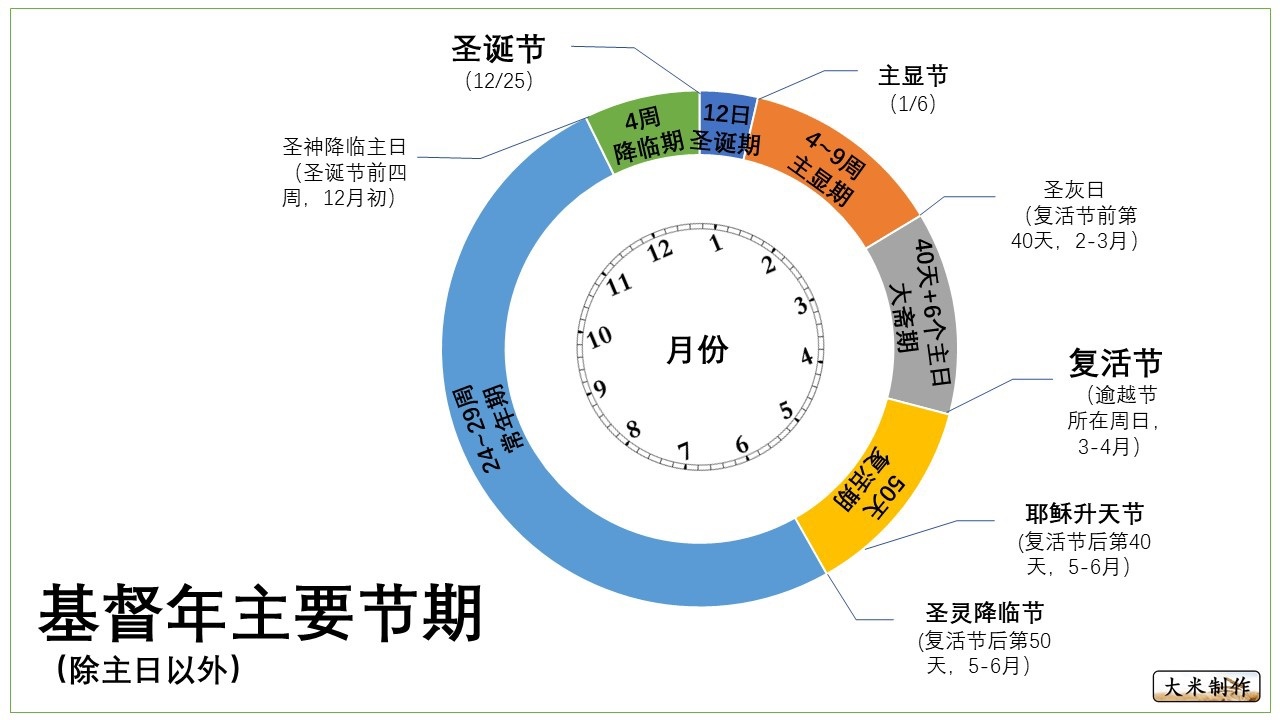 圣诞节
（12/25）
主显节
（1/6）
4周
降临期
12日
圣诞期
4~9周
主显期
圣神降临主日
（圣诞节前四
周，12月初）
圣灰日
（复活节前第
40天，2-3月）
40天+6个主日
大斋期
12
1
2
3
4
5
6
7
8
9
10
11
月份
复活节
（逾越节
所在周日，
3-4月）
50天
复活期
24~29周
常年期
耶稣升天节
（复活节后第40
天，5-6月）
圣灵降临节
（复活节后第50
天，5-6月）
基督年主要节期
（除主日以外）
大米制作